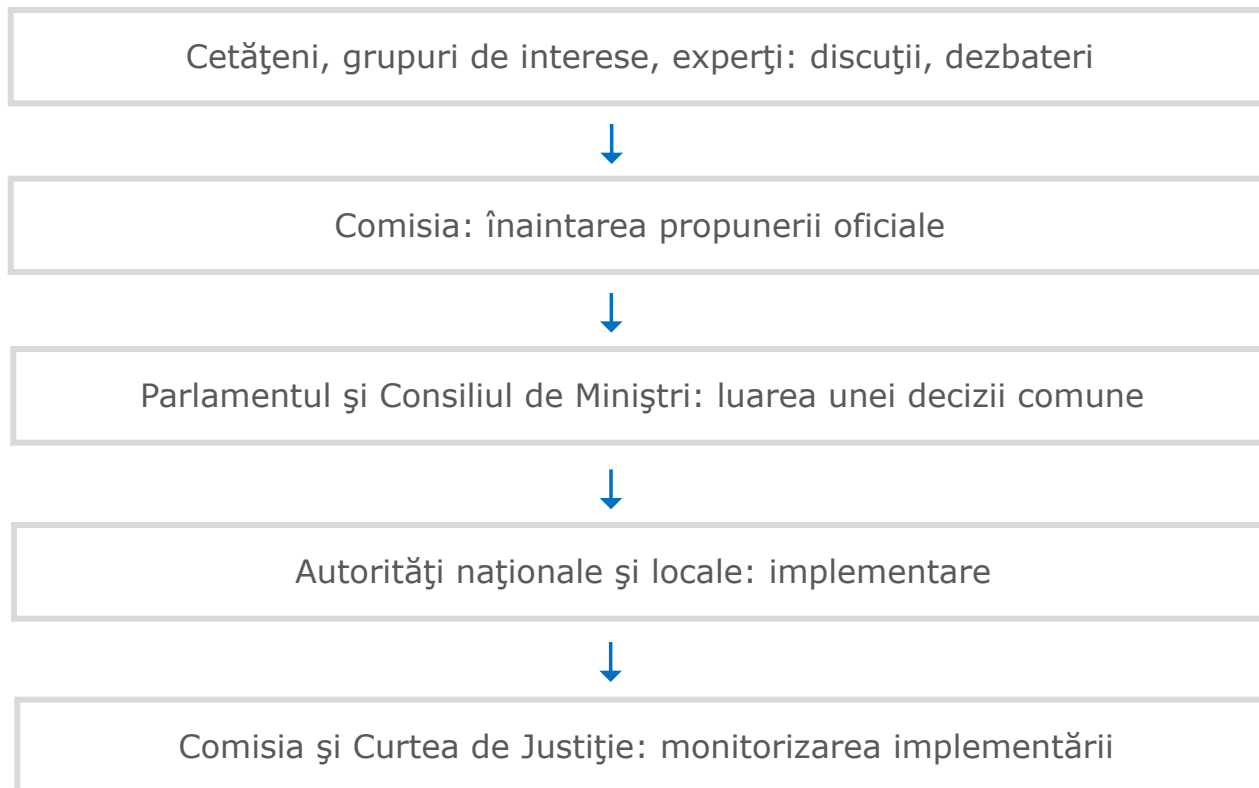 Cetăţeni, grupuri de interese, experţi: discuţii, dezbateri
Comisia: înaintarea propunerii oficiale
Parlamentul şi Consiliul de Miniştri: luarea unei decizii comune
Autorităţi naţionale şi locale: implementare
Comisia şi Curtea de Justiţie: monitorizarea implementării